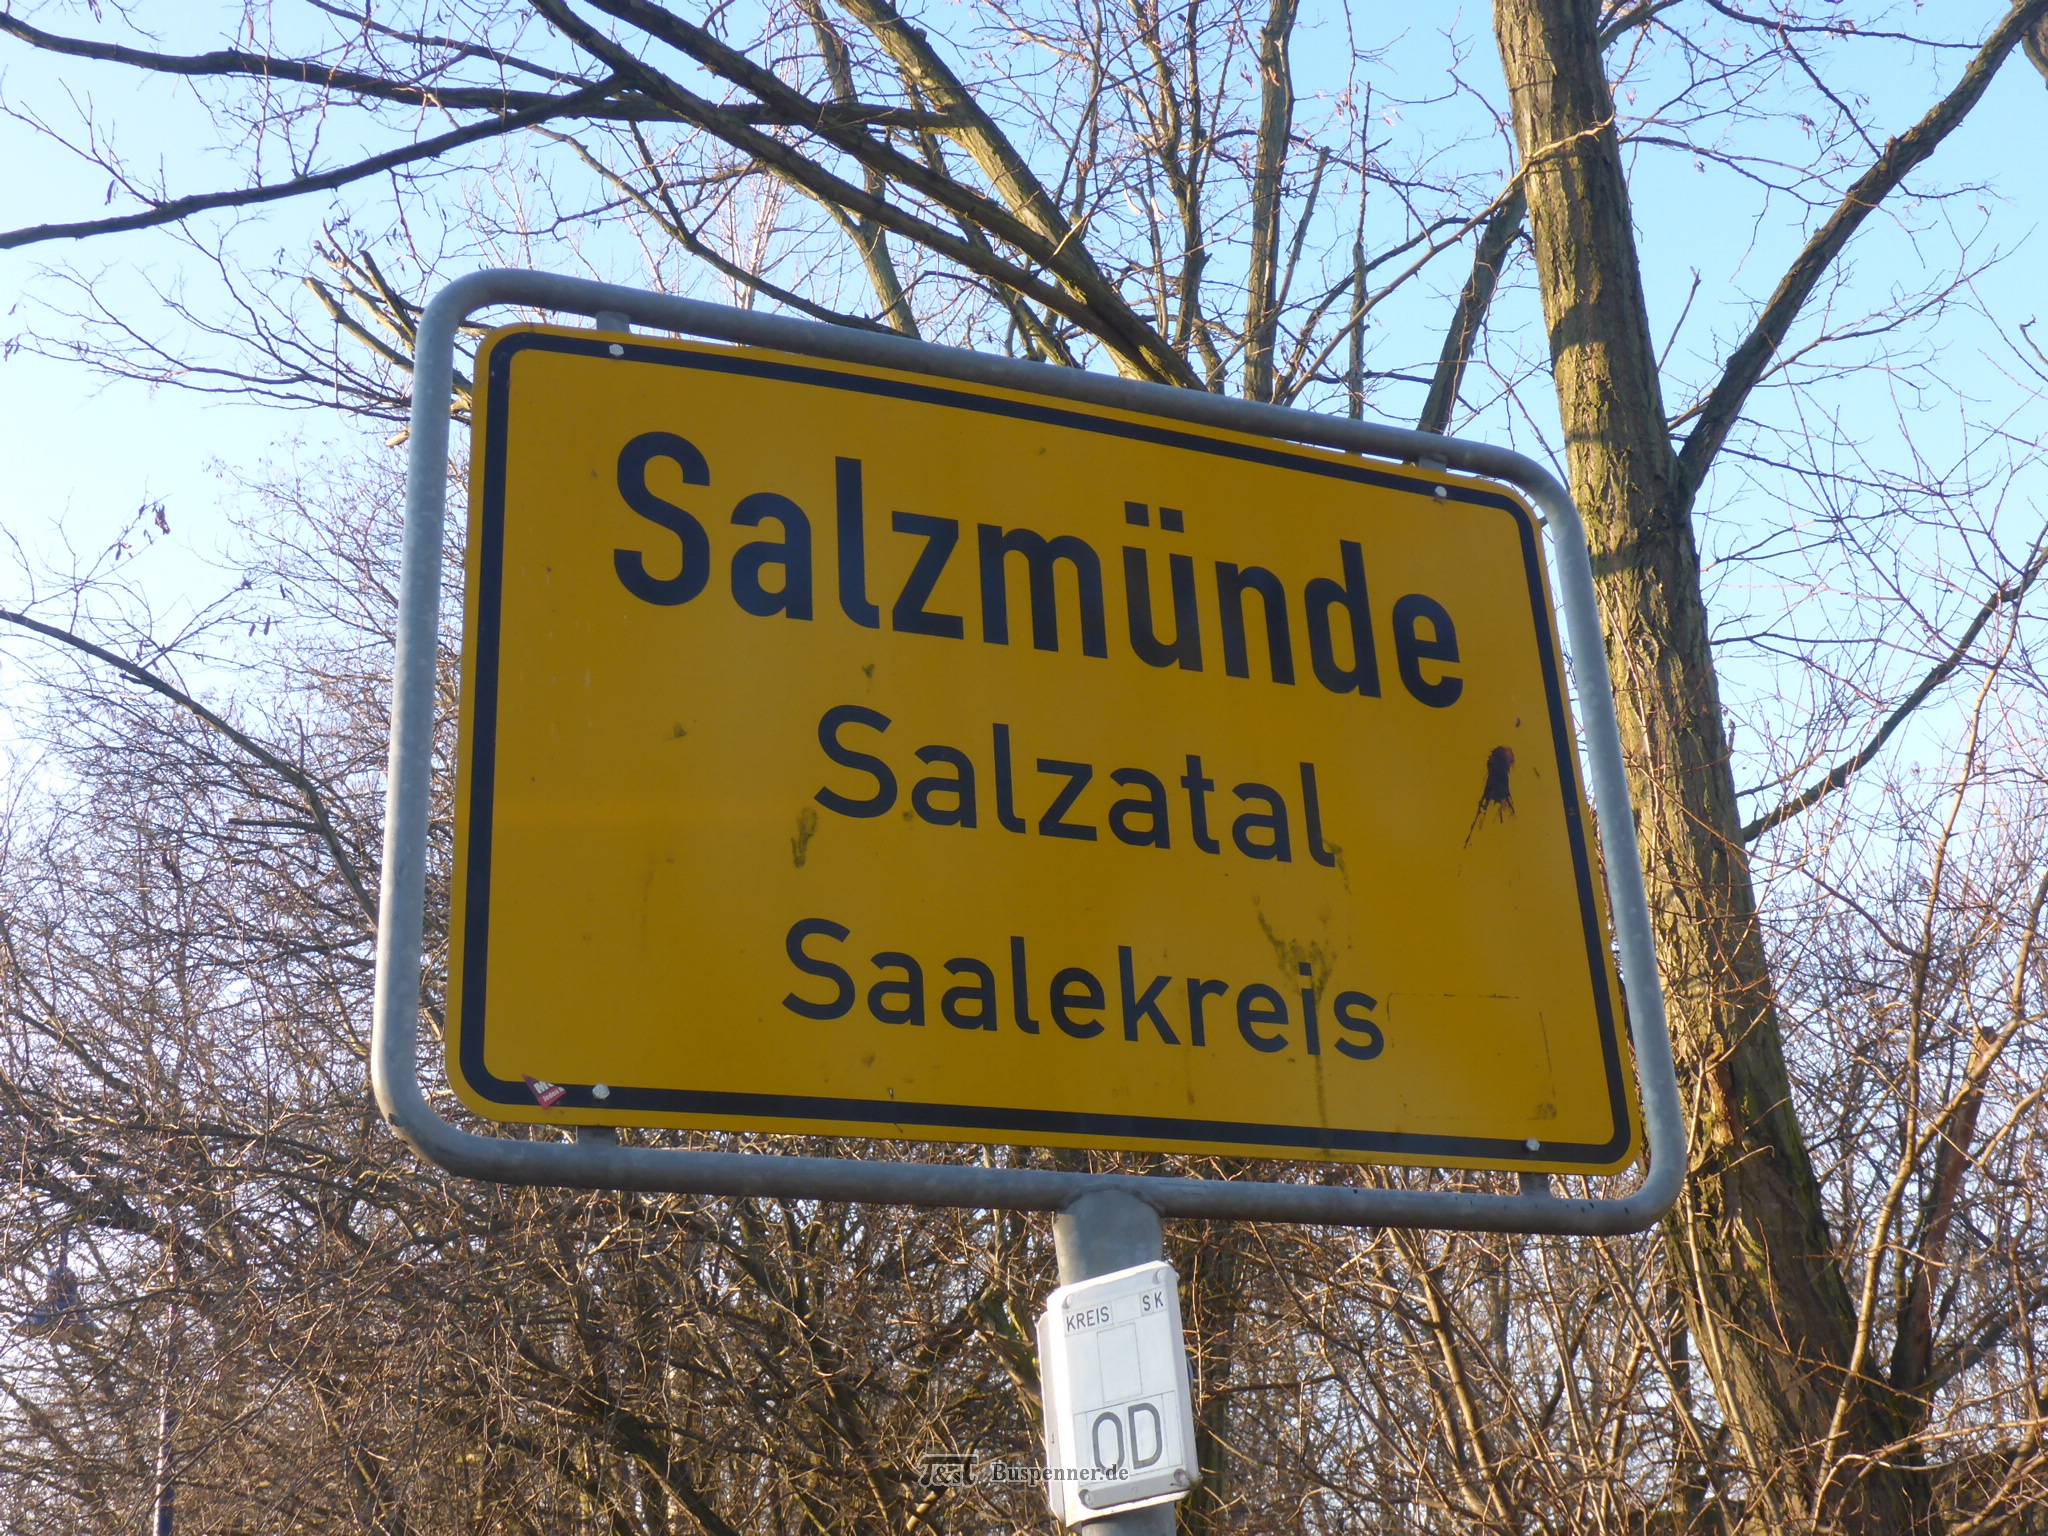 Salzmünde
Salzatal
Saalekreis
KREIS SK
OD
T&T Buspenner.de